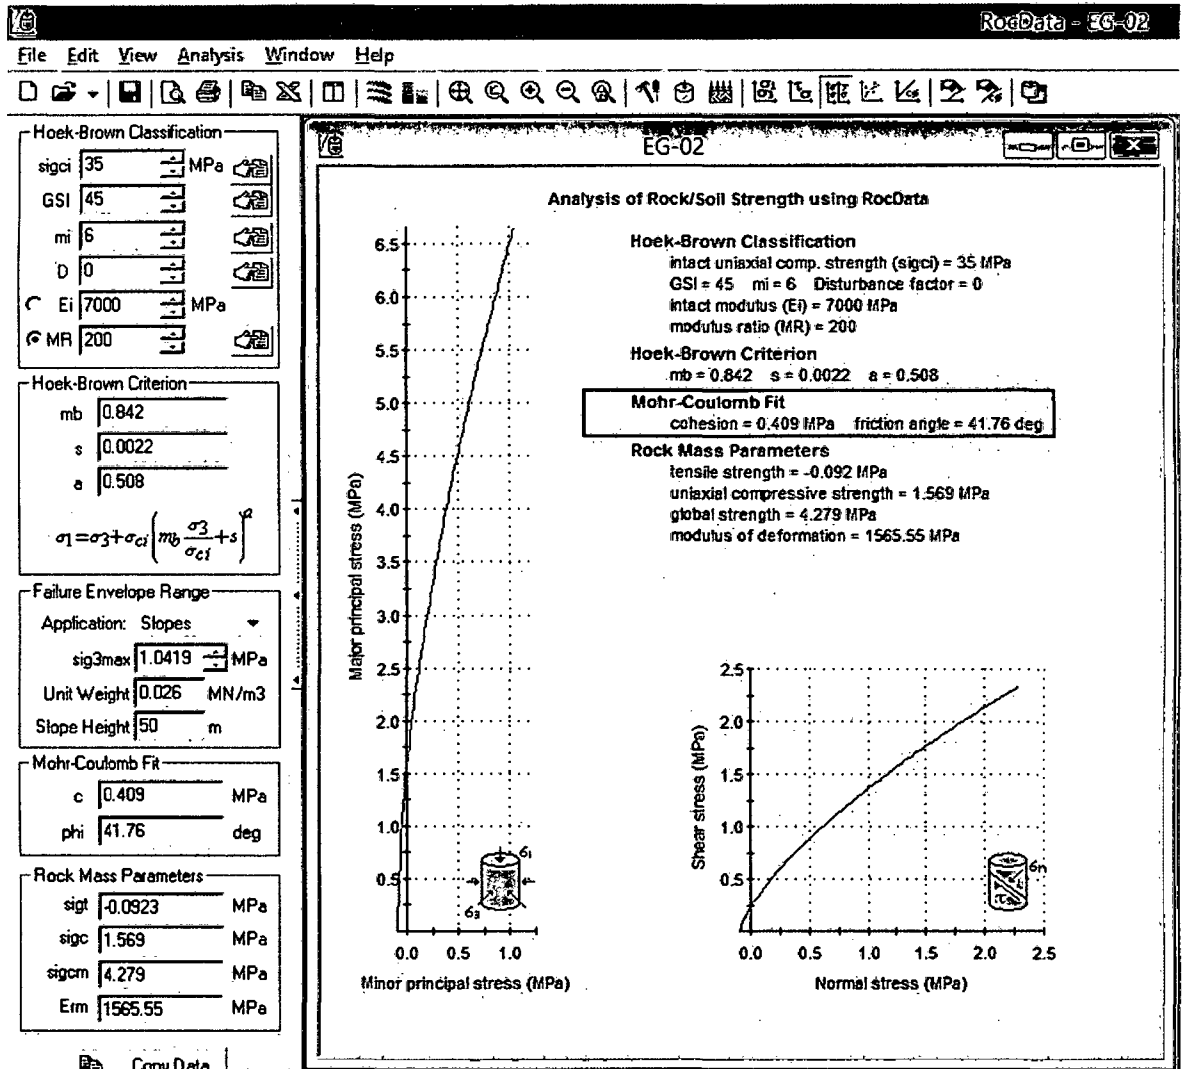 RocData - EG-02
File Edit View Analysis Window Help
Hoek-Brown Classification
sigci 35 MPa
GSI 45
mi 6
D 0
Ei 7000 MPa
MR 200
Hoek-Brown Criterion
mb 0.842
s 0.0022
a 0.508
σ1=σ3+σci(mb σ3/σci+s)^a
Failure Envelope Range
Application: Slopes
sig3max 1.0419 MPa
Unit Weight 0.026 MN/m3
Slope Height 50 m
Mohr-Coulomb Fit
c 0.409 MPa
phi 41.76 deg
Rock Mass Parameters
sigt -0.0923 MPa
sigc 1.569 MPa
sigcm 4.279 MPa
Erm 1565.55 MPa
Copy Data
EG-02
Analysis of Rock/Soil Strength using RocData
Hoek-Brown Classification
intact uniaxial comp. strength (sigci) = 35 MPa
GSI = 45 mi = 6 Disturbance factor = 0
intact modulus (Ei) = 7000 MPa
modulus ratio (MR) = 200
Hoek-Brown Criterion
mb = 0.842 s = 0.0022 a = 0.508
Mohr-Coulomb Fit
cohesion = 0.409 MPa friction angle = 41.76 deg
Rock Mass Parameters
tensile strength = -0.092 MPa
uniaxial compressive strength = 1.569 MPa
global strength = 4.279 MPa
modulus of deformation = 1565.55 MPa
Major principal stress (MPa)
6.5
6.0
5.5
5.0
4.5
4.0
3.5
3.0
2.5
2.0
1.5
1.0
0.5
0.0 0.5 1.0
Minor principal stress (MPa)
σ1
σ3
Shear stress (MPa)
2.5
2.0
1.5
1.0
0.5
0.0 0.5 1.0 1.5 2.0 2.5
Normal stress (MPa)
σn